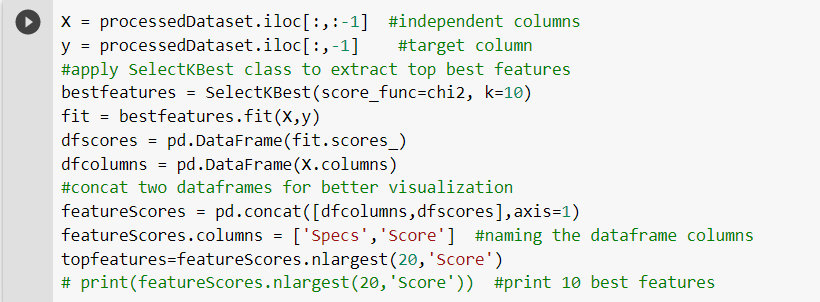 X = processedDataset.iloc[:,:-1]  #independent columns
y = processedDataset.iloc[:,-1]    #target column
#apply SelectKBest class to extract top best features
bestfeatures = SelectKBest(score_func=chi2, k=10)
fit = bestfeatures.fit(X,y)
dfscores = pd.DataFrame(fit.scores_)
dfcolumns = pd.DataFrame(X.columns)
#concat two dataframes for better visualization
featureScores = pd.concat([dfcolumns,dfscores],axis=1)
featureScores.columns = ['Specs','Score']  #naming the dataframe columns
topfeatures=featureScores.nlargest(20,'Score')
# print(featureScores.nlargest(20,'Score'))  #print 10 best features